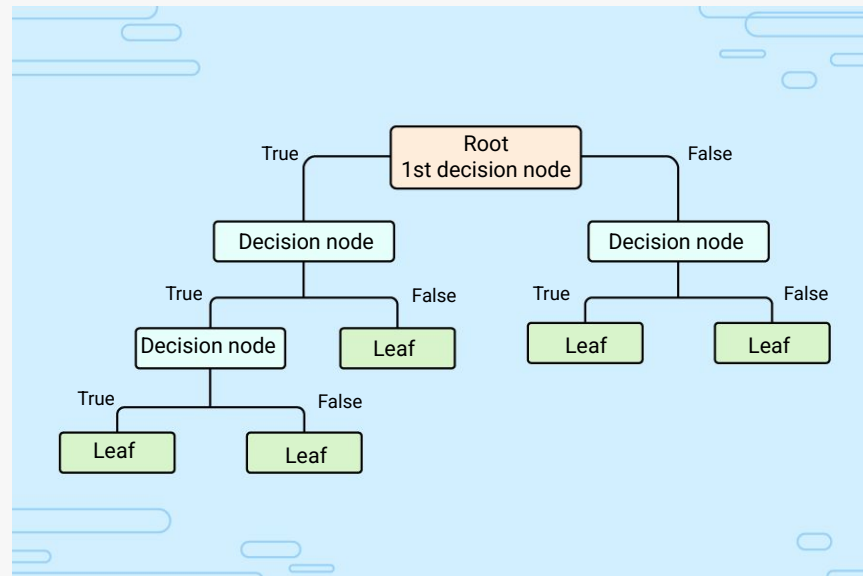 Root
1st decision node
True
False
Decision node
Decision node
True
False
True
False
Decision node
Leaf
Leaf
Leaf
True
False
Leaf
Leaf